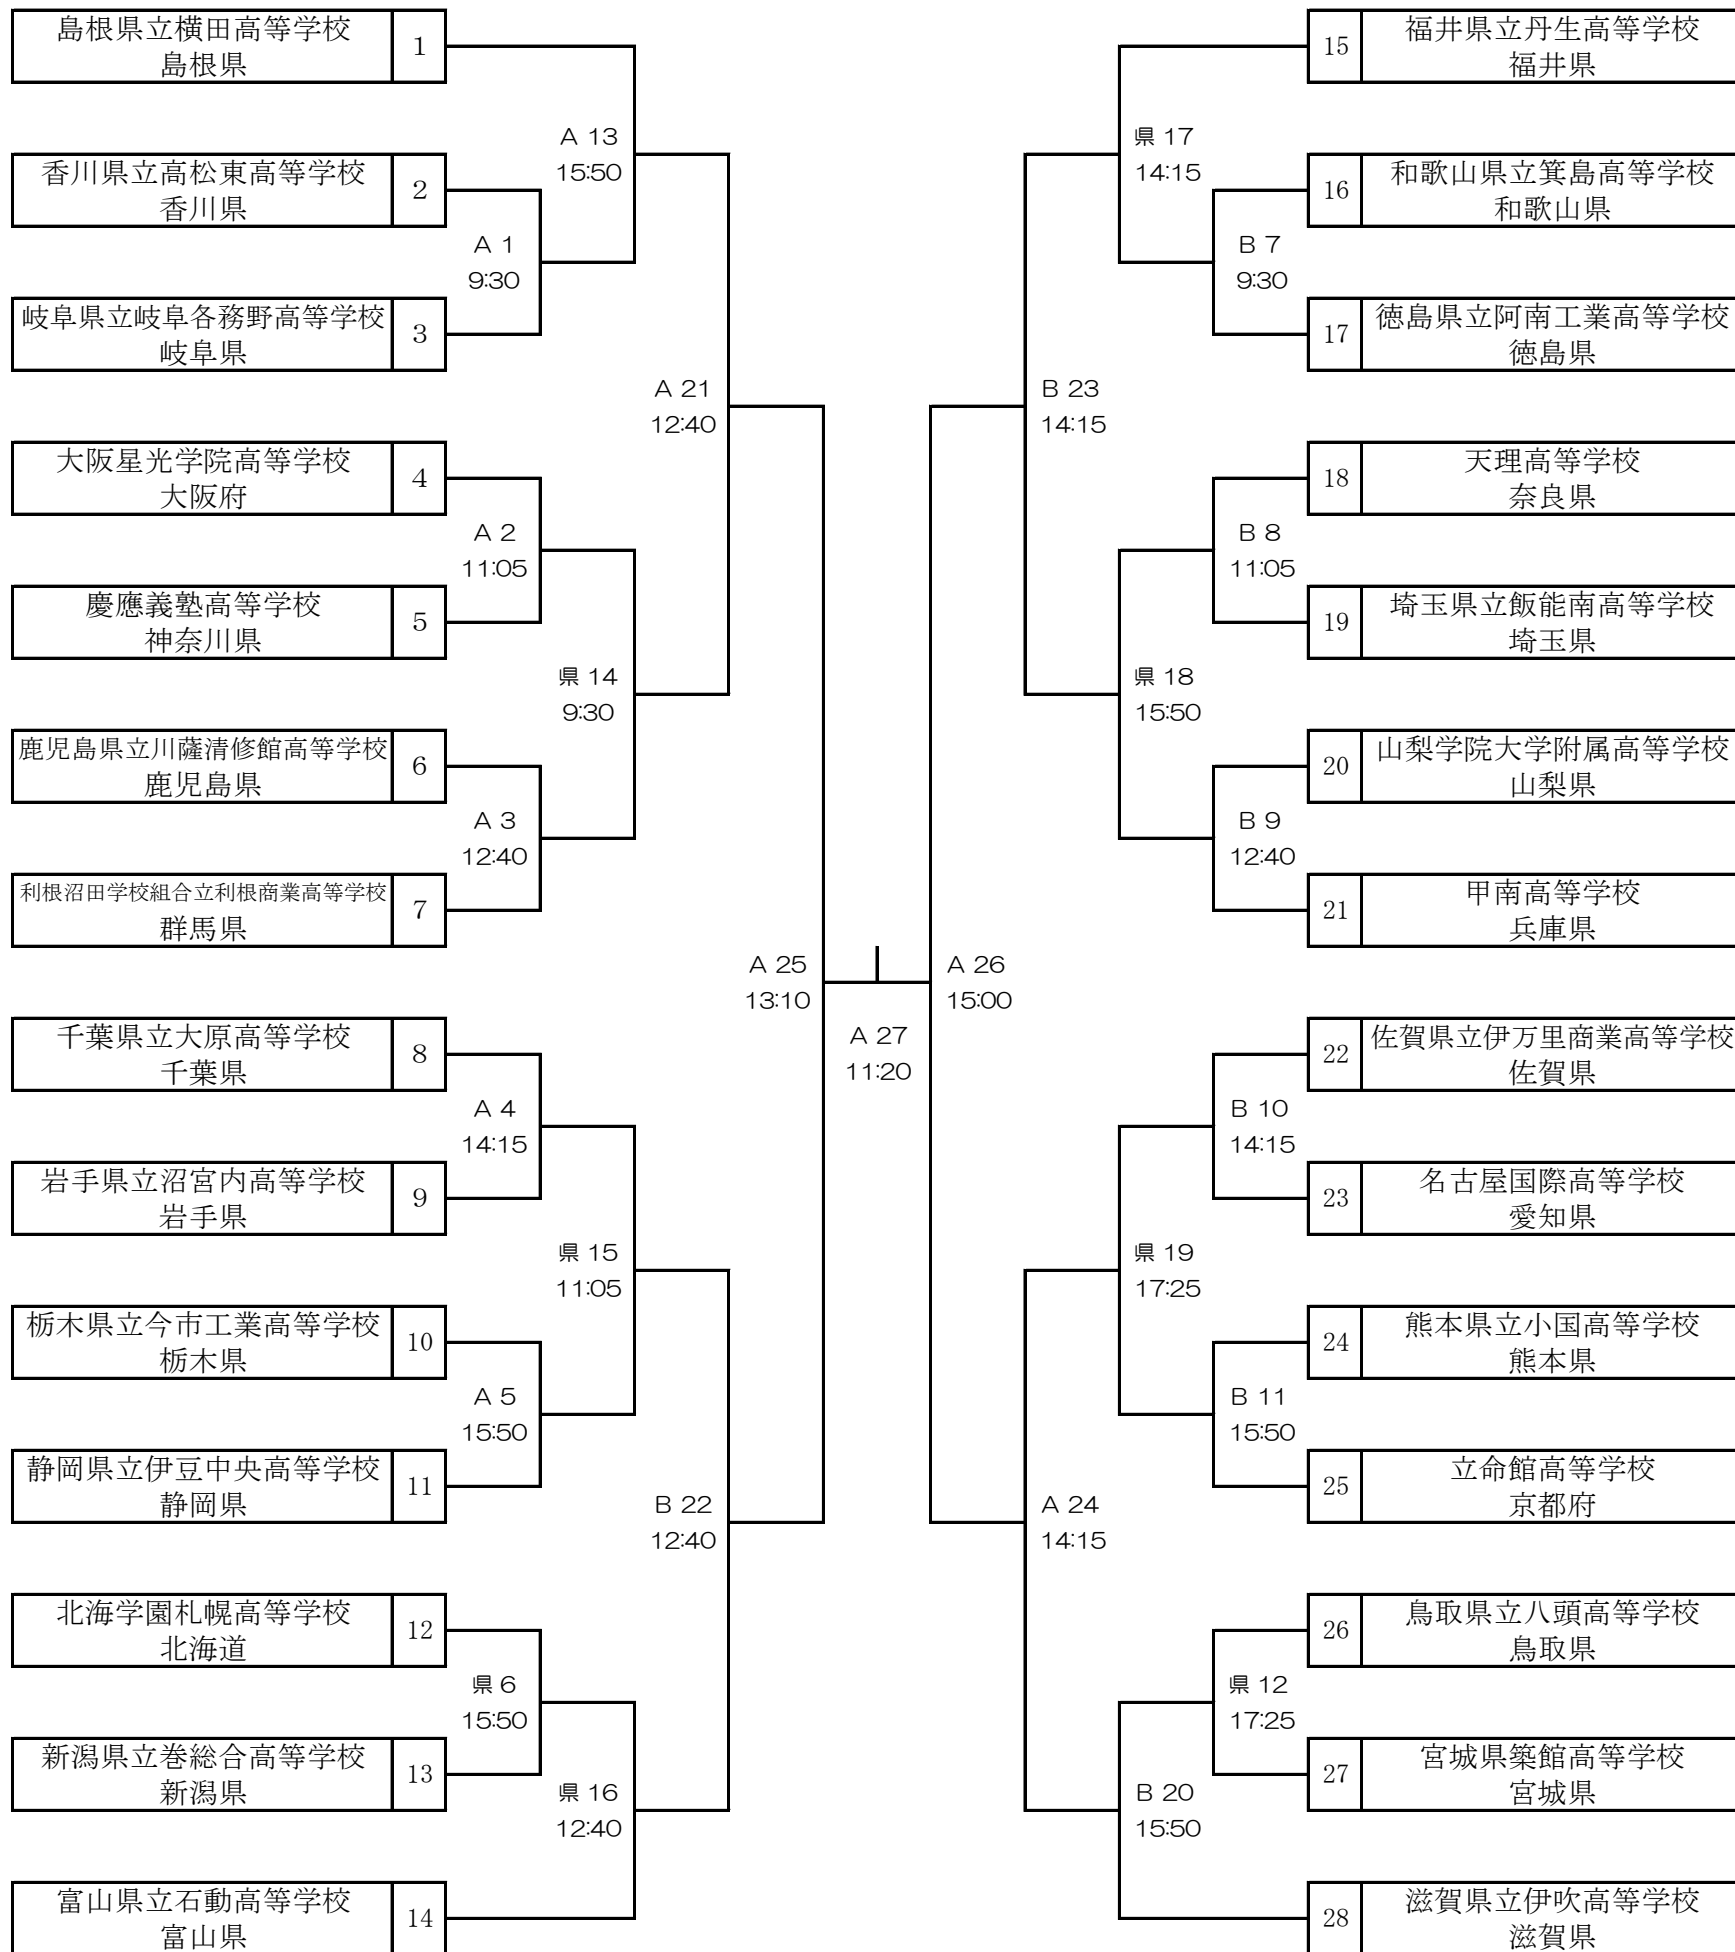 島根県立横田高等学校
島根県
1
A 13
15:50
香川県立高松東高等学校
香川県
2
A 1
9:30
岐阜県立岐阜各務野高等学校
岐阜県
3
A 21
12:40
大阪星光学院高等学校
大阪府
4
A 2
11:05
慶應義塾高等学校
神奈川県
5
県 14
9:30
鹿児島県立川薩清修館高等学校
鹿児島県
6
A 3
12:40
利根沼田学校組合立利根商業高等学校
群馬県
7
A 25
13:10
千葉県立大原高等学校
千葉県
8
A 4
14:15
岩手県立沼宮内高等学校
岩手県
9
県 15
11:05
栃木県立今市工業高等学校
栃木県
10
A 5
15:50
静岡県立伊豆中央高等学校
静岡県
11
B 22
12:40
北海学園札幌高等学校
北海道
12
県 6
15:50
新潟県立巻総合高等学校
新潟県
13
県 16
12:40
富山県立石動高等学校
富山県
14
A 27
11:20
15
福井県立丹生高等学校
福井県
県 17
14:15
16
和歌山県立箕島高等学校
和歌山県
B 7
9:30
17
徳島県立阿南工業高等学校
徳島県
B 23
14:15
18
天理高等学校
奈良県
B 8
11:05
19
埼玉県立飯能南高等学校
埼玉県
県 18
15:50
20
山梨学院大学附属高等学校
山梨県
B 9
12:40
21
甲南高等学校
兵庫県
A 26
15:00
22
佐賀県立伊万里商業高等学校
佐賀県
B 10
14:15
23
名古屋国際高等学校
愛知県
県 19
17:25
24
熊本県立小国高等学校
熊本県
B 11
15:50
25
立命館高等学校
京都府
A 24
14:15
26
鳥取県立八頭高等学校
鳥取県
県 12
17:25
27
宮城県築館高等学校
宮城県
B 20
15:50
28
滋賀県立伊吹高等学校
滋賀県